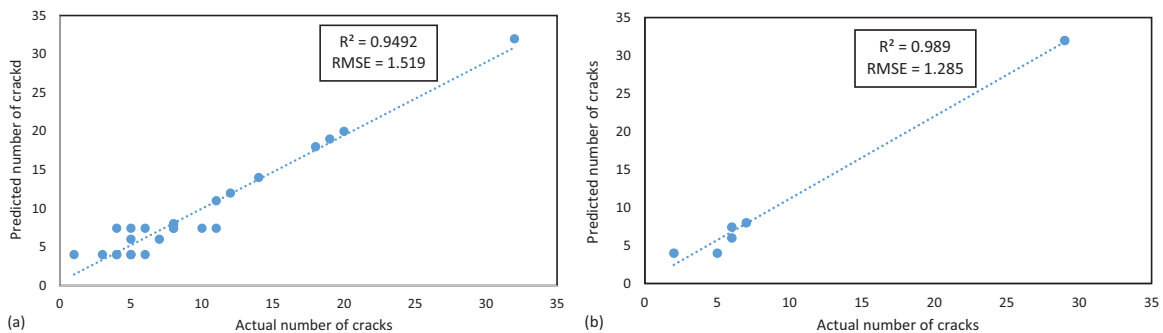 35
30
25
20
15
10
5
0
Predicted number of crackd
R² = 0.9492
RMSE = 1.519
0 5 10 15 20 25 30 35
(a) Actual number of cracks
35
30
25
20
15
10
5
0
Predicted number of cracks
R² = 0.989
RMSE = 1.285
0 5 10 15 20 25 30 35
(b) Actual number of cracks